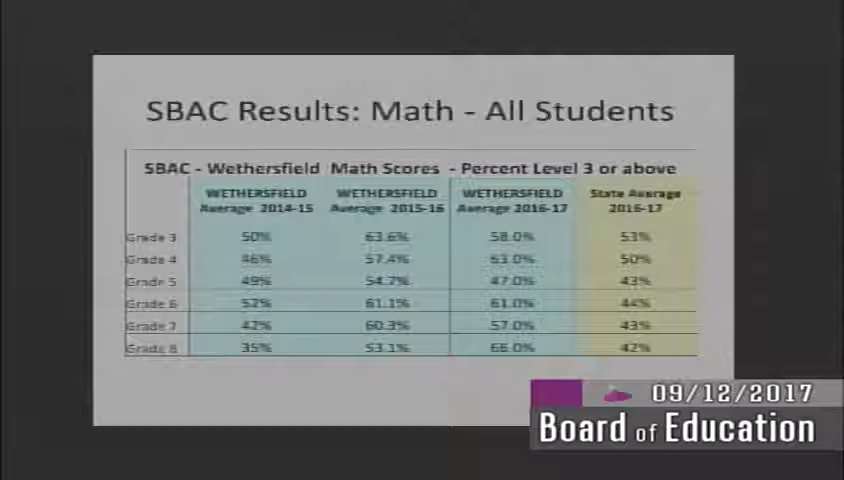 SBAC Results: Math - All Students
SBAC - Wethersfield Math Scores - Percent Level 3 or above
WETHERSFIELD Average 2014-15 WETHERSFIELD Average 2015-16 WETHERSFIELD Average 2016-17 State Average 2016-17
Grade 3 50% 63.6% 58.0% 53%
Grade 4 46% 57.4% 63.0% 50%
Grade 5 49% 54.7% 47.0% 43%
Grade 6 52% 61.1% 61.0% 44%
Grade 7 42% 60.3% 57.0% 43%
Grade 8 35% 53.1% 66.0% 42%
09/12/2017
Board of Education